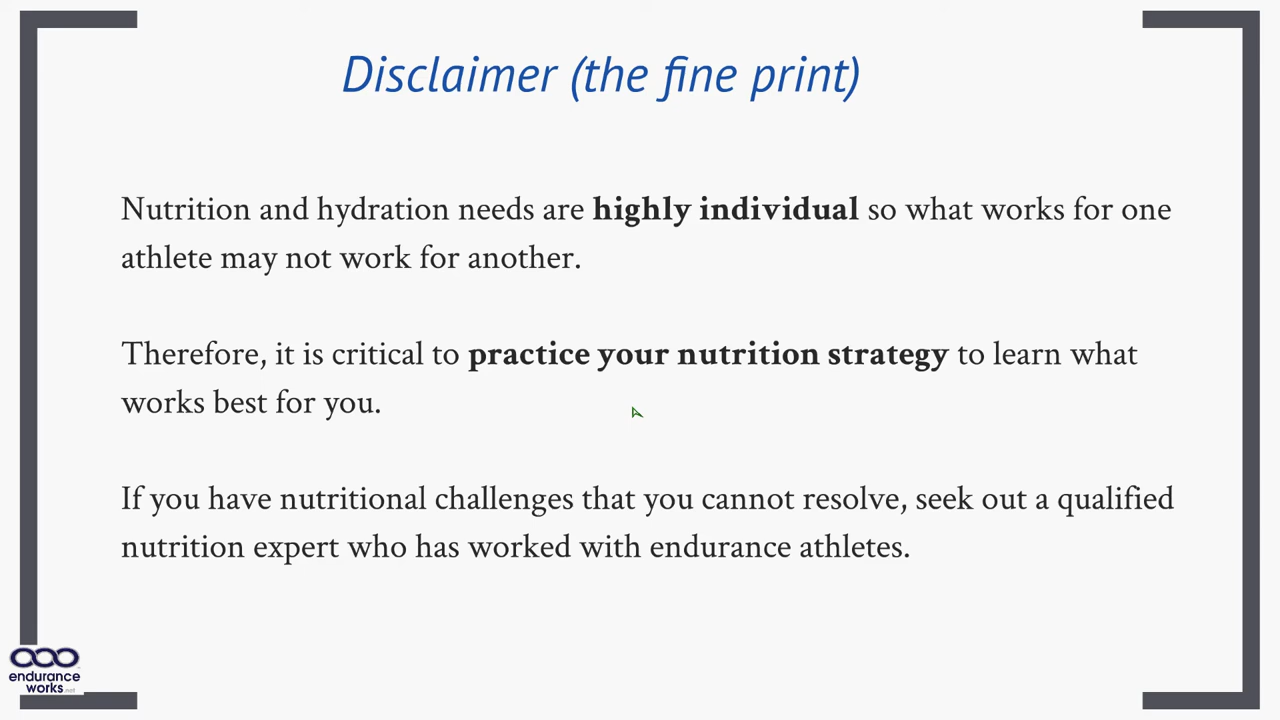 Disclaimer (the fine print)
Nutrition and hydration needs are highly individual so what works for one
athlete may not work for another.
Therefore, it is critical to practice your nutrition strategy to learn what
works best for you.
If you have nutritional challenges that you cannot resolve, seek out a qualified
nutrition expert who has worked with endurance athletes.
endurance
works.net